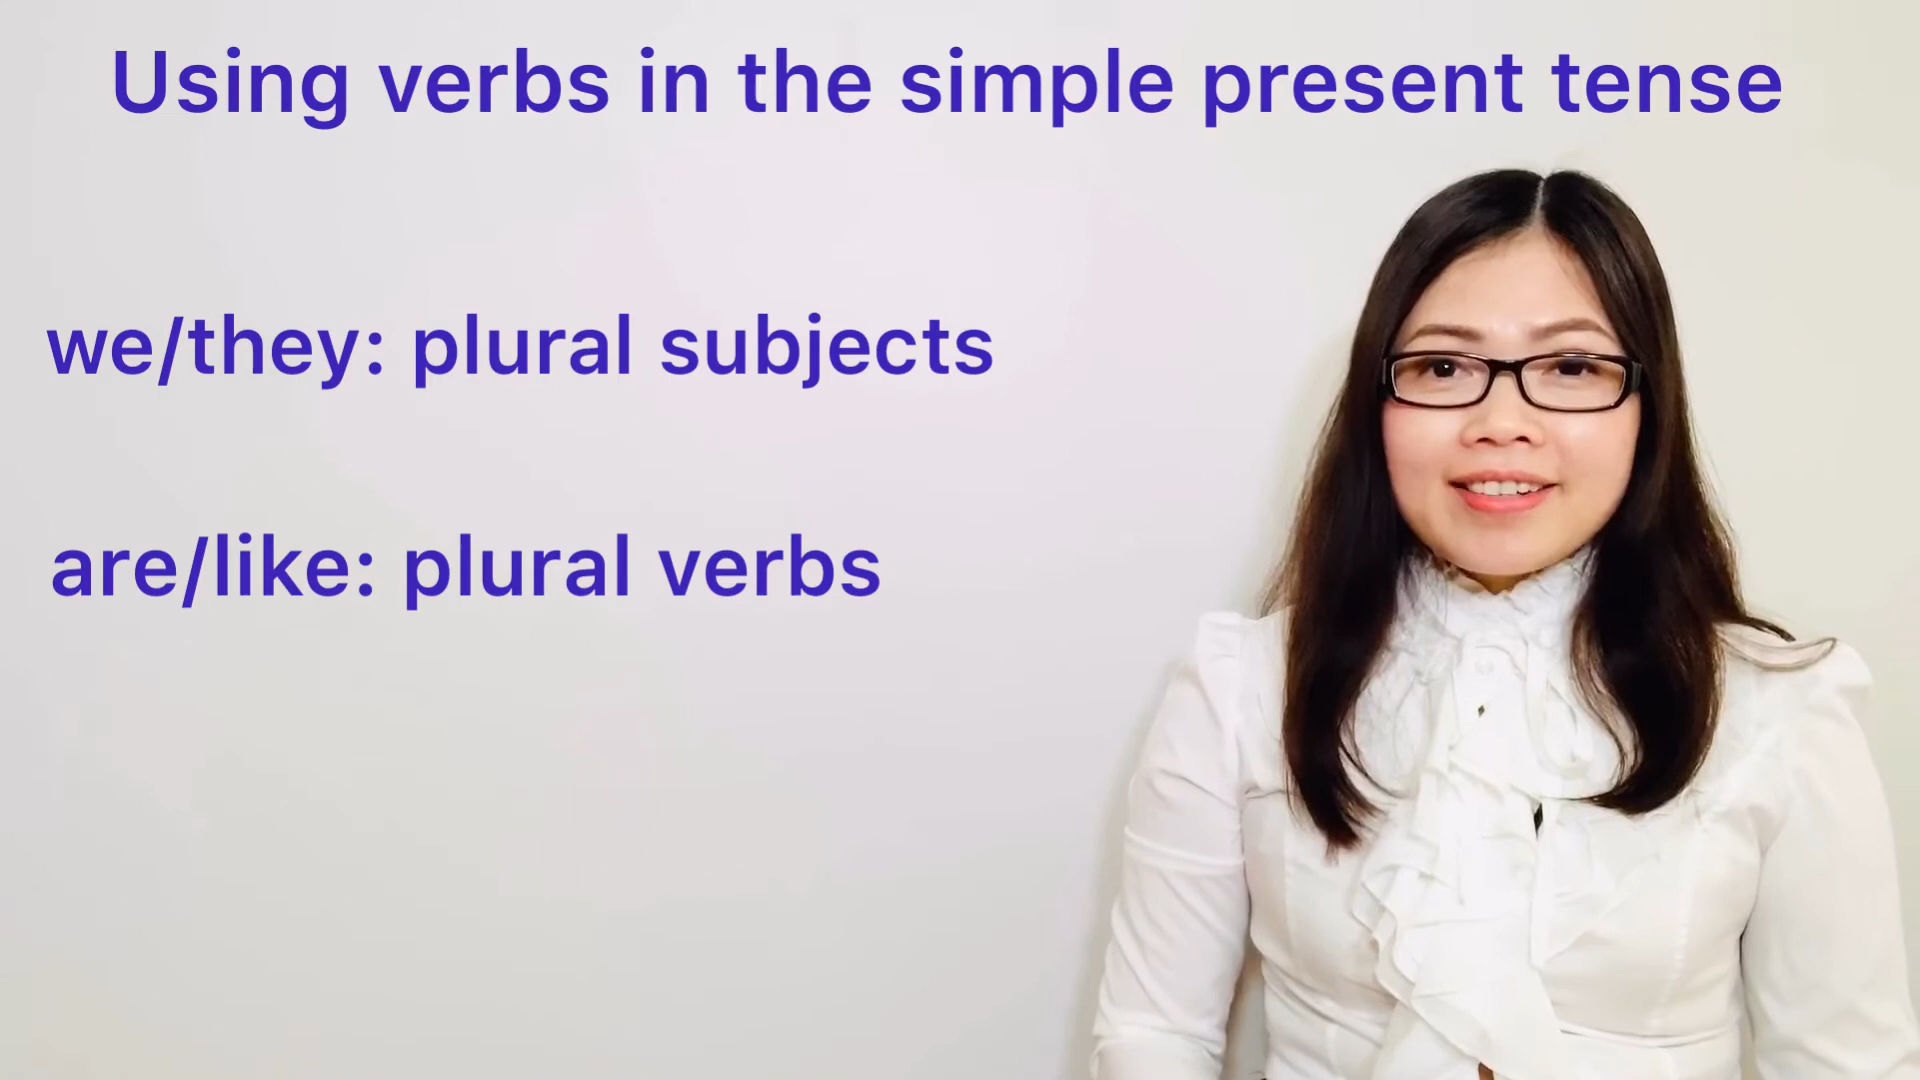 Using verbs in the simple present tense
we/they: plural subjects
are/like: plural verbs